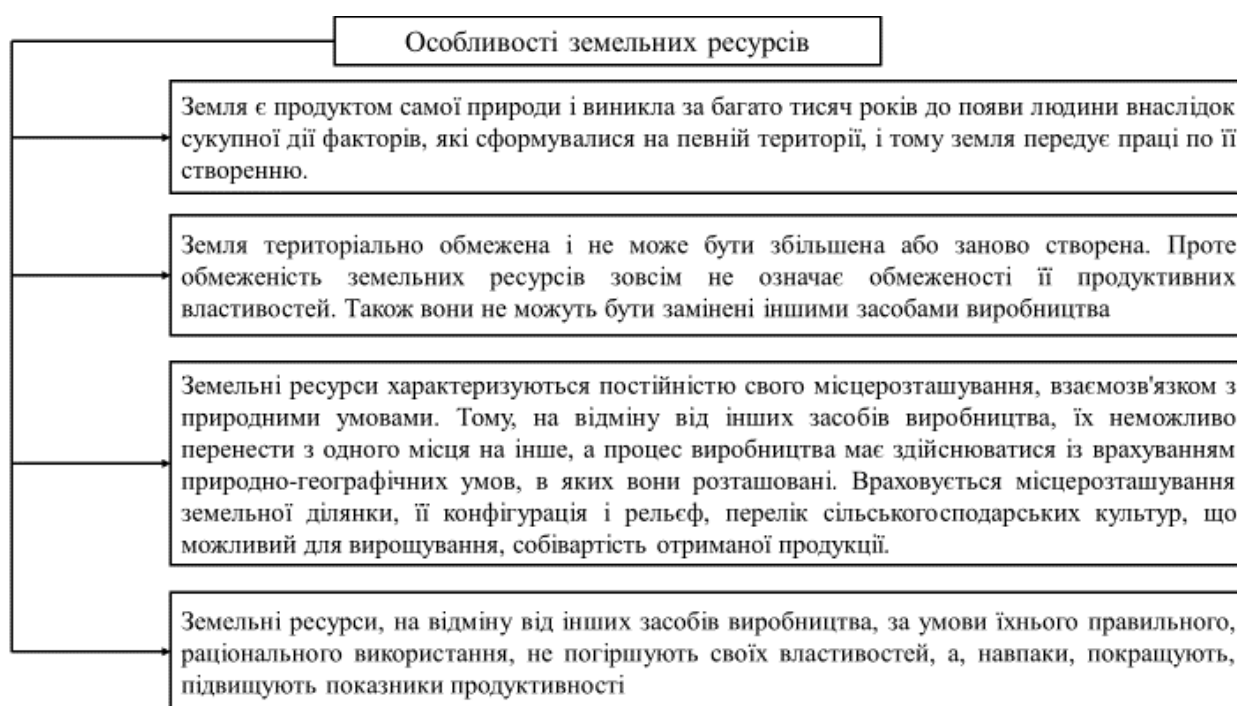 Особливості земельних ресурсів
Земля є продуктом самої природи і виникла за багато тисяч років до появи людини внаслідок
сукупної дії факторів, які сформувалися на певній території, і тому земля передує праці по її
створенню.
Земля територіально обмежена і не може бути збільшена або заново створена. Проте
обмеженість земельних ресурсів зовсім не означає обмеженості її продуктивних
властивостей. Також вони не можуть бути замінені іншими засобами виробництва
Земельні ресурси характеризуються постійністю свого місцерозташування, взаємозв'язком з
природними умовами. Тому, на відміну від інших засобів виробництва, їх неможливо
перенести з одного місця на інше, а процес виробництва має здійснюватися із врахуванням
природно-географічних умов, в яких вони розташовані. Враховується місцерозташування
земельної ділянки, її конфігурація і рельєф, перелік сільськогосподарських культур, що
можливий для вирощування, собівартість отриманої продукції.
Земельні ресурси, на відміну від інших засобів виробництва, за умови їхнього правильного,
раціонального використання, не погіршують своїх властивостей, а, навпаки, покращують,
підвищують показники продуктивності